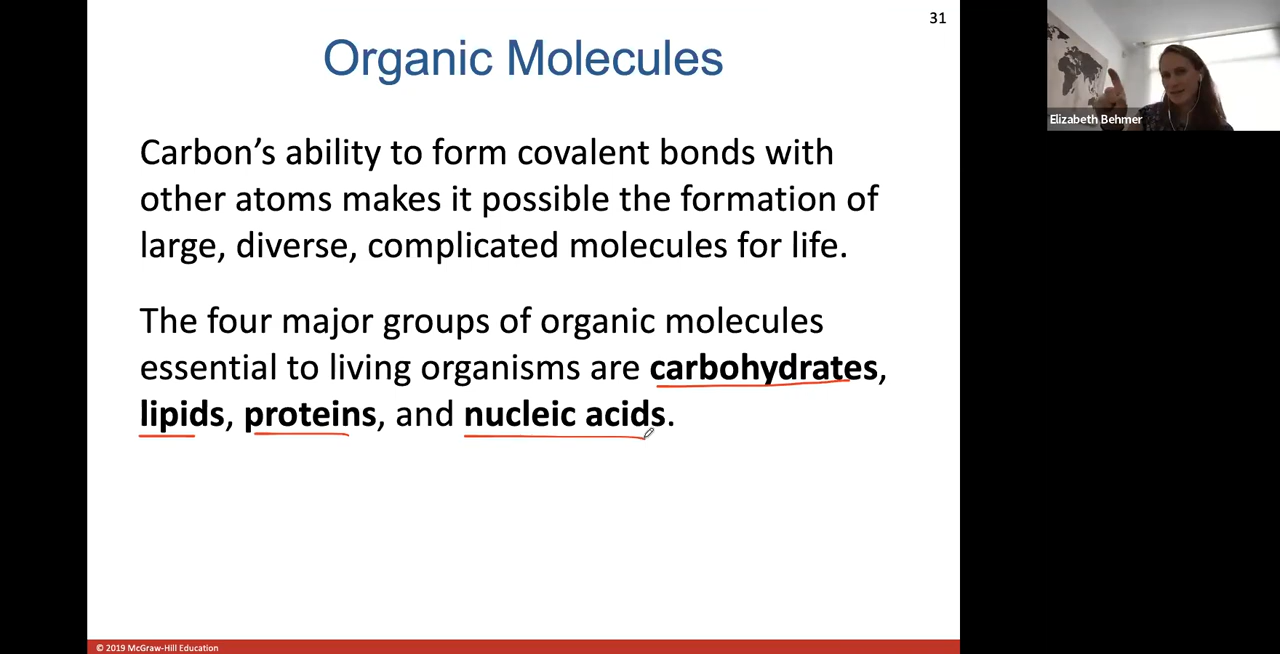 31
Organic Molecules
Elizabeth Behmer
Carbon’s ability to form covalent bonds with
other atoms makes it possible the formation of
large, diverse, complicated molecules for life.
The four major groups of organic molecules
essential to living organisms are carbohydrates,
lipids, proteins, and nucleic acids.
© 2019 McGraw-Hill Education